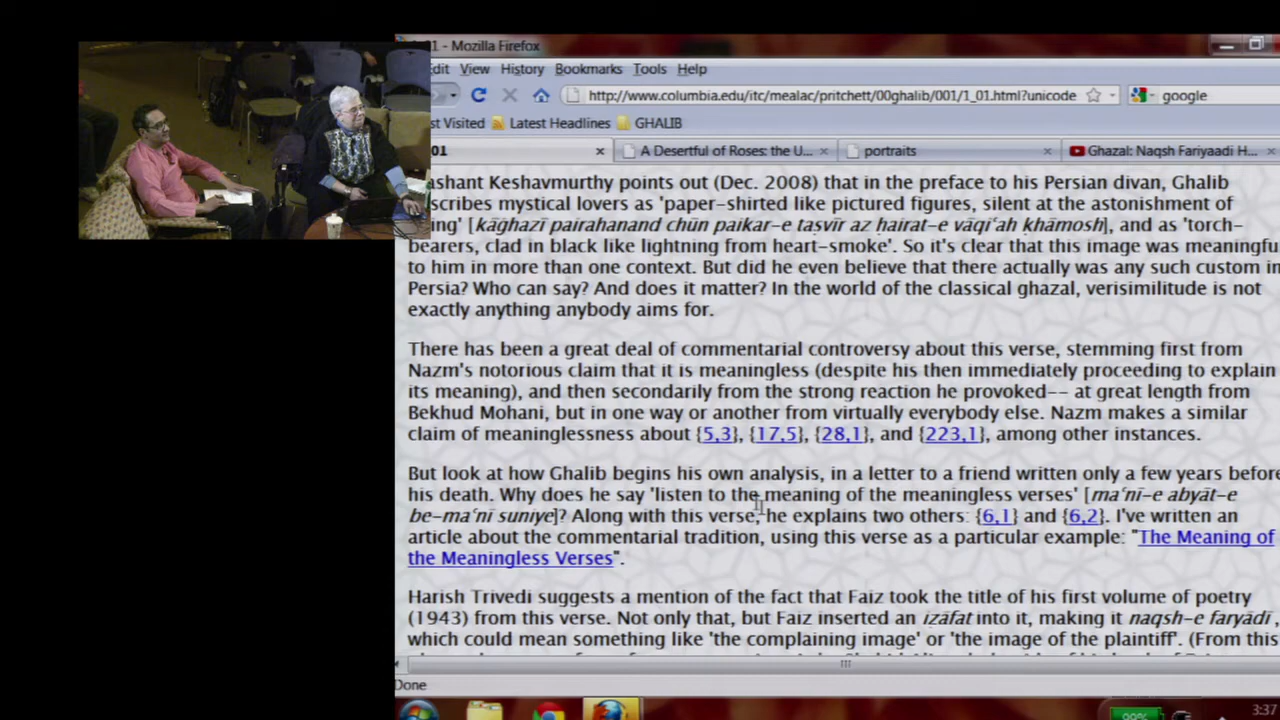 01 - Mozilla Firefox
Edit View History Bookmarks Tools Help
http://www.columbia.edu/itc/mealac/pritchett/00ghalib/001/1_01.html?unicode google
st Visited Latest Headlines GHALIB
01 A Desertful of Roses: the U... portraits Ghazal: Naqsh Fariyaadi H...
ashant Keshavmurthy points out (Dec. 2008) that in the preface to his Persian divan, Ghalib
scribes mystical lovers as 'paper-shirted like pictured figures, silent at the astonishment of
ing' [kāġhażī pairahanand chūn paikar-e taṣvīr az ḥairat-e vāqi‘ah ḳhāmosh], and as 'torch-
bearers, clad in black like lightning from heart-smoke'. So it's clear that this image was meaningfu
to him in more than one context. But did he even believe that there actually was any such custom in
Persia? Who can say? And does it matter? In the world of the classical ghazal, verisimilitude is not
exactly anything anybody aims for.
There has been a great deal of commentarial controversy about this verse, stemming first from
Nazm's notorious claim that it is meaningless (despite his then immediately proceeding to explain
its meaning), and then secondarily from the strong reaction he provoked-- at great length from
Bekhud Mohani, but in one way or another from virtually everybody else. Nazm makes a similar
claim of meaninglessness about {5,3}, {17,5}, {28,1}, and {223,1}, among other instances.
But look at how Ghalib begins his own analysis, in a letter to a friend written only a few years before
his death. Why does he say 'listen to the meaning of the meaningless verses' [ma‘nī-e abyāt-e
be-ma‘nī suniye]? Along with this verse, he explains two others: {6,1} and {6,2}. I've written an
article about the commentarial tradition, using this verse as a particular example: "The Meaning of
the Meaningless Verses".
Harish Trivedi suggests a mention of the fact that Faiz took the title of his first volume of poetry
(1943) from this verse. Not only that, but Faiz inserted an iẓāfat into it, making it naqsh-e faryādī ,
which could mean something like 'the complaining image' or 'the image of the plaintiff'. (From this
Done
99% 3:37